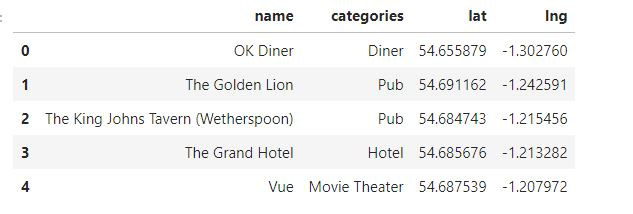 name categories lat lng
0 OK Diner Diner 54.655879 -1.302760
1 The Golden Lion Pub 54.691162 -1.242591
2 The King Johns Tavern (Wetherspoon) Pub 54.684743 -1.215456
3 The Grand Hotel Hotel 54.685676 -1.213282
4 Vue Movie Theater 54.687539 -1.207972